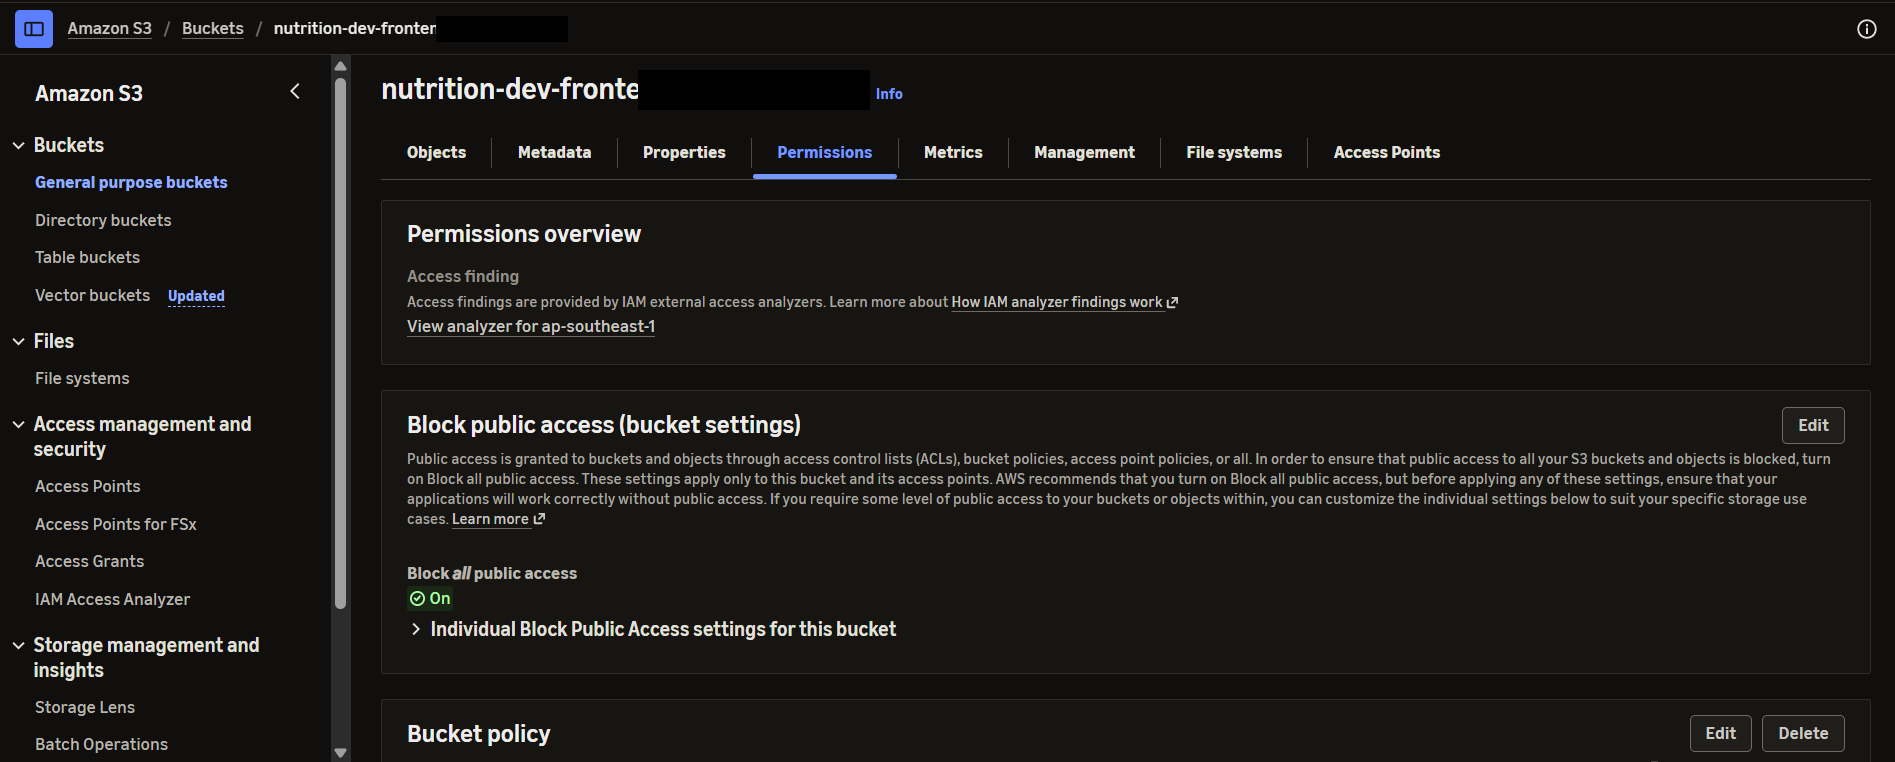 Amazon S3 / Buckets / nutrition-dev-fronten
Amazon S3
Buckets
General purpose buckets
Directory buckets
Table buckets
Vector buckets Updated
Files
File systems
Access management and
security
Access Points
Access Points for FSx
Access Grants
IAM Access Analyzer
Storage management and
insights
Storage Lens
Batch Operations
nutrition-dev-fronte Info
Objects Metadata Properties Permissions Metrics Management File systems Access Points
Permissions overview
Access finding
Access findings are provided by IAM external access analyzers. Learn more about How IAM analyzer findings work
View analyzer for ap-southeast-1
Block public access (bucket settings) Edit
Public access is granted to buckets and objects through access control lists (ACLs), bucket policies, access point policies, or all. In order to ensure that public access to all your S3 buckets and objects is blocked, turn
on Block all public access. These settings apply only to this bucket and its access points. AWS recommends that you turn on Block all public access, but before applying any of these settings, ensure that your
applications will work correctly without public access. If you require some level of public access to your buckets or objects within, you can customize the individual settings below to suit your specific storage use
cases. Learn more
Block all public access
On
Individual Block Public Access settings for this bucket
Bucket policy Edit Delete